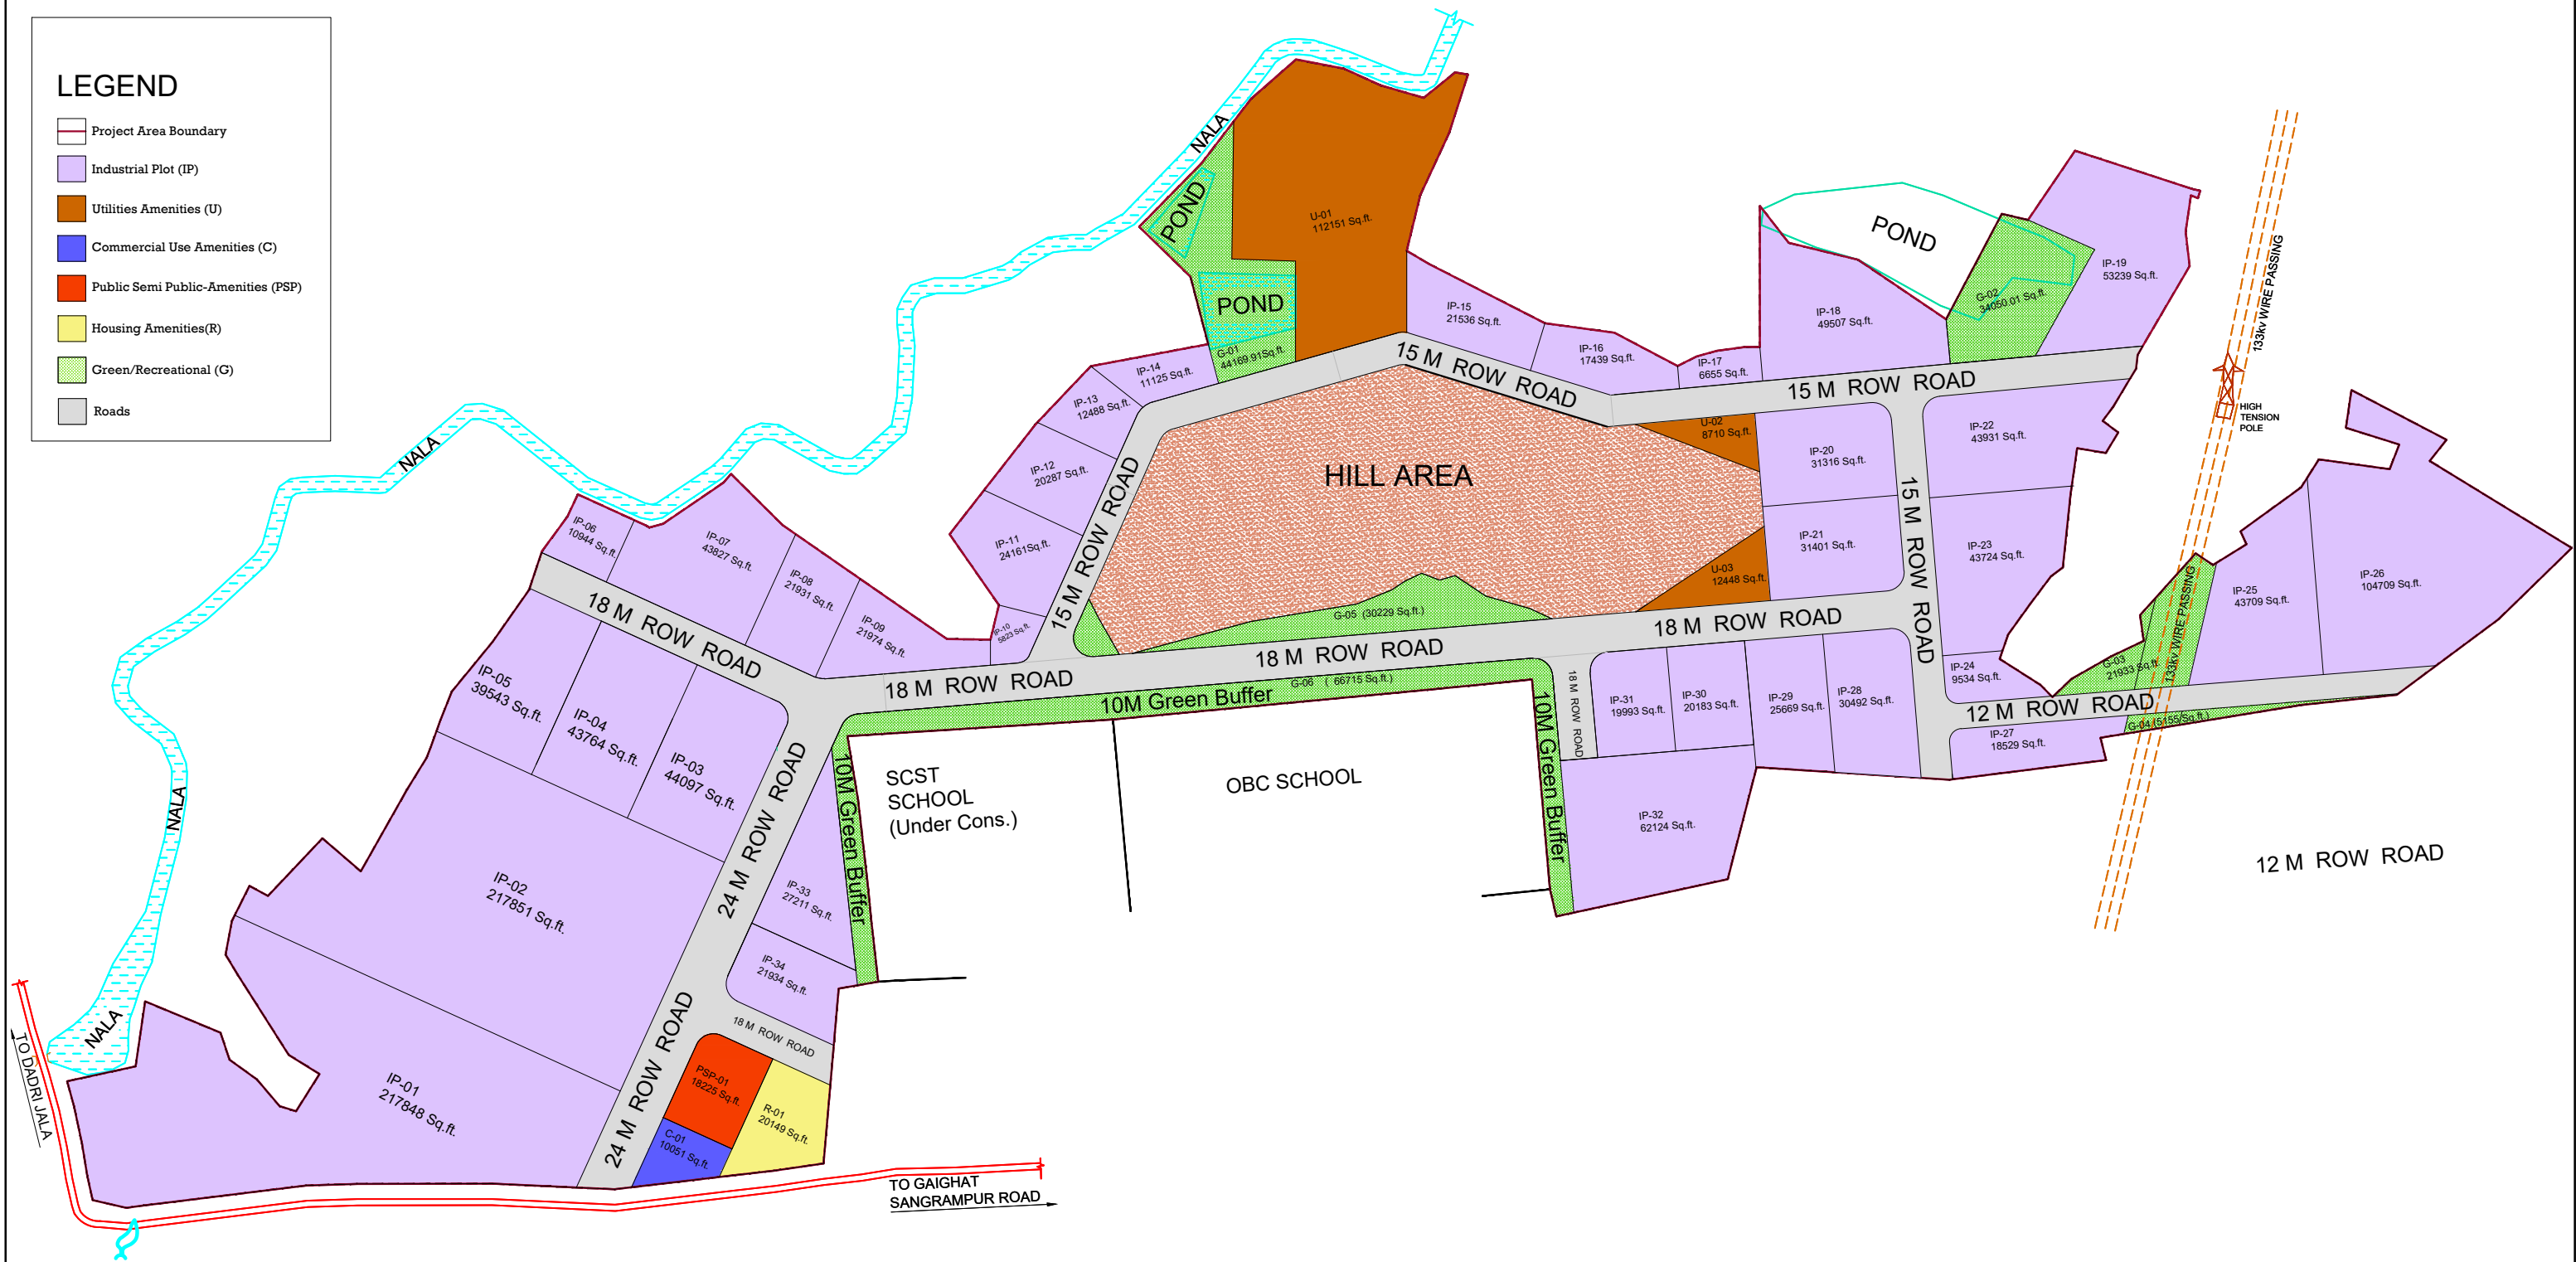 LEGEND
Project Area Boundary
Industrial Plot (IP)
Utilities Amenities (U)
Commercial Use Amenities (C)
Public Semi Public-Amenities (PSP)
Housing Amenities(R)
Green/Recreational (G)
Roads
NALA
POND
U-01
112151 Sq.ft.
POND
G-01
44169.91Sq.ft.
POND
G-02
34050.01 Sq.ft.
IP-19
53239 Sq.ft.
133kv WIRE PASSING
HIGH
TENSION
POLE
IP-18
49507 Sq.ft.
IP-15
21536 Sq.ft.
IP-16
17439 Sq.ft.
IP-17
6655 Sq.ft.
15 M ROW ROAD
15 M ROW ROAD
IP-14
11125 Sq.ft.
IP-13
12488 Sq.ft.
IP-12
20287 Sq.ft.
IP-11
24161Sq.ft.
IP-10
5823 Sq.ft.
15 M ROW ROAD
HILL AREA
U-02
8710 Sq.ft.
IP-20
31316 Sq.ft.
IP-21
31401 Sq.ft.
U-03
12448 Sq.ft.
15 M ROW ROAD
IP-22
43931 Sq.ft.
IP-23
43724 Sq.ft.
IP-24
9534 Sq.ft.
G-03
21933 Sq.ft.
133kv WIRE PASSING
IP-25
43709 Sq.ft.
IP-26
104709 Sq.ft.
12 M ROW ROAD
G-04 (5155/Sq.ft.)
IP-27
18529 Sq.ft.
12 M ROW ROAD
NALA
IP-06
10944 Sq.ft.
IP-07
43827 Sq.ft.
IP-08
21931 Sq.ft.
IP-09
21974 Sq.ft.
18 M ROW ROAD
18 M ROW ROAD
18 M ROW ROAD
18 M ROW ROAD
G-05 (30229 Sq.ft.)
G-06 ( 66715 Sq.ft.)
10M Green Buffer
10M Green Buffer
10M Green Buffer
18 M ROW ROAD
IP-31
19993 Sq.ft.
IP-30
20183 Sq.ft.
IP-29
25669 Sq.ft.
IP-28
30492 Sq.ft.
IP-32
62124 Sq.ft.
SCST
SCHOOL
(Under Cons.)
OBC SCHOOL
IP-05
39543 Sq.ft.
IP-04
43764 Sq.ft.
IP-03
44097 Sq.ft.
24 M ROW ROAD
IP-33
27211 Sq.ft.
IP-34
21934 Sq.ft.
IP-02
217851 Sq.ft.
18 M ROW ROAD
24 M ROW ROAD
PSP-01
18225 Sq.ft.
R-01
20149 Sq.ft.
C-01
10051 Sq.ft.
IP-01
217848 Sq.ft.
NALA
NALA
TO DADRI JALA
TO GAIGHAT
SANGRAMPUR ROAD